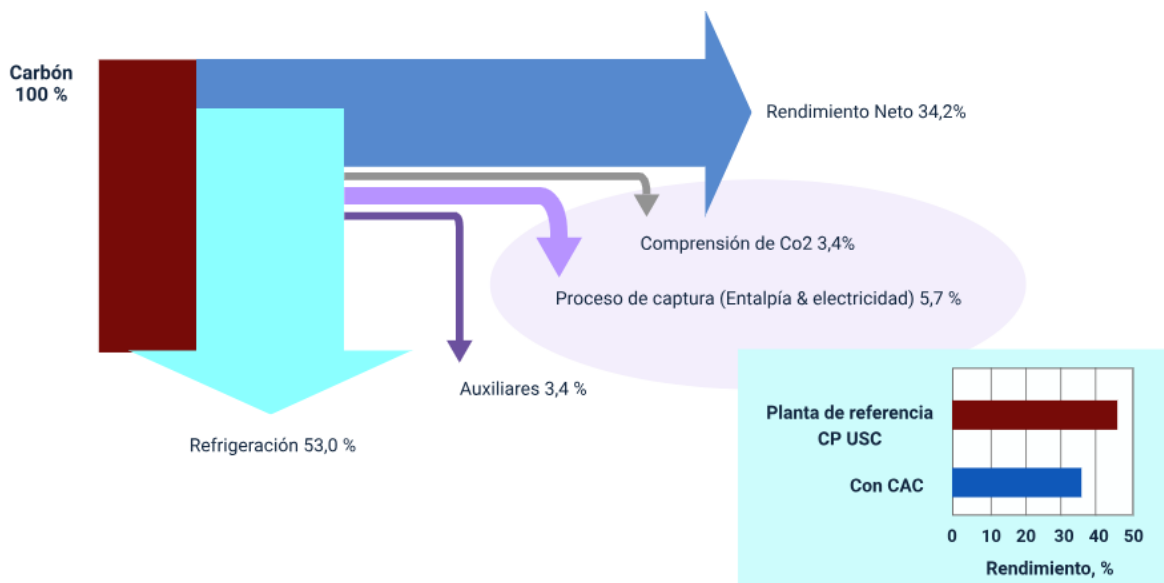 Carbón
100 %
Rendimiento Neto 34,2%
Comprensión de Co2 3,4%
Proceso de captura (Entalpía & electricidad) 5,7 %
Auxiliares 3,4 %
Refrigeración 53,0 %
Planta de referencia
CP USC
Con CAC
0 10 20 30 40 50
Rendimiento, %